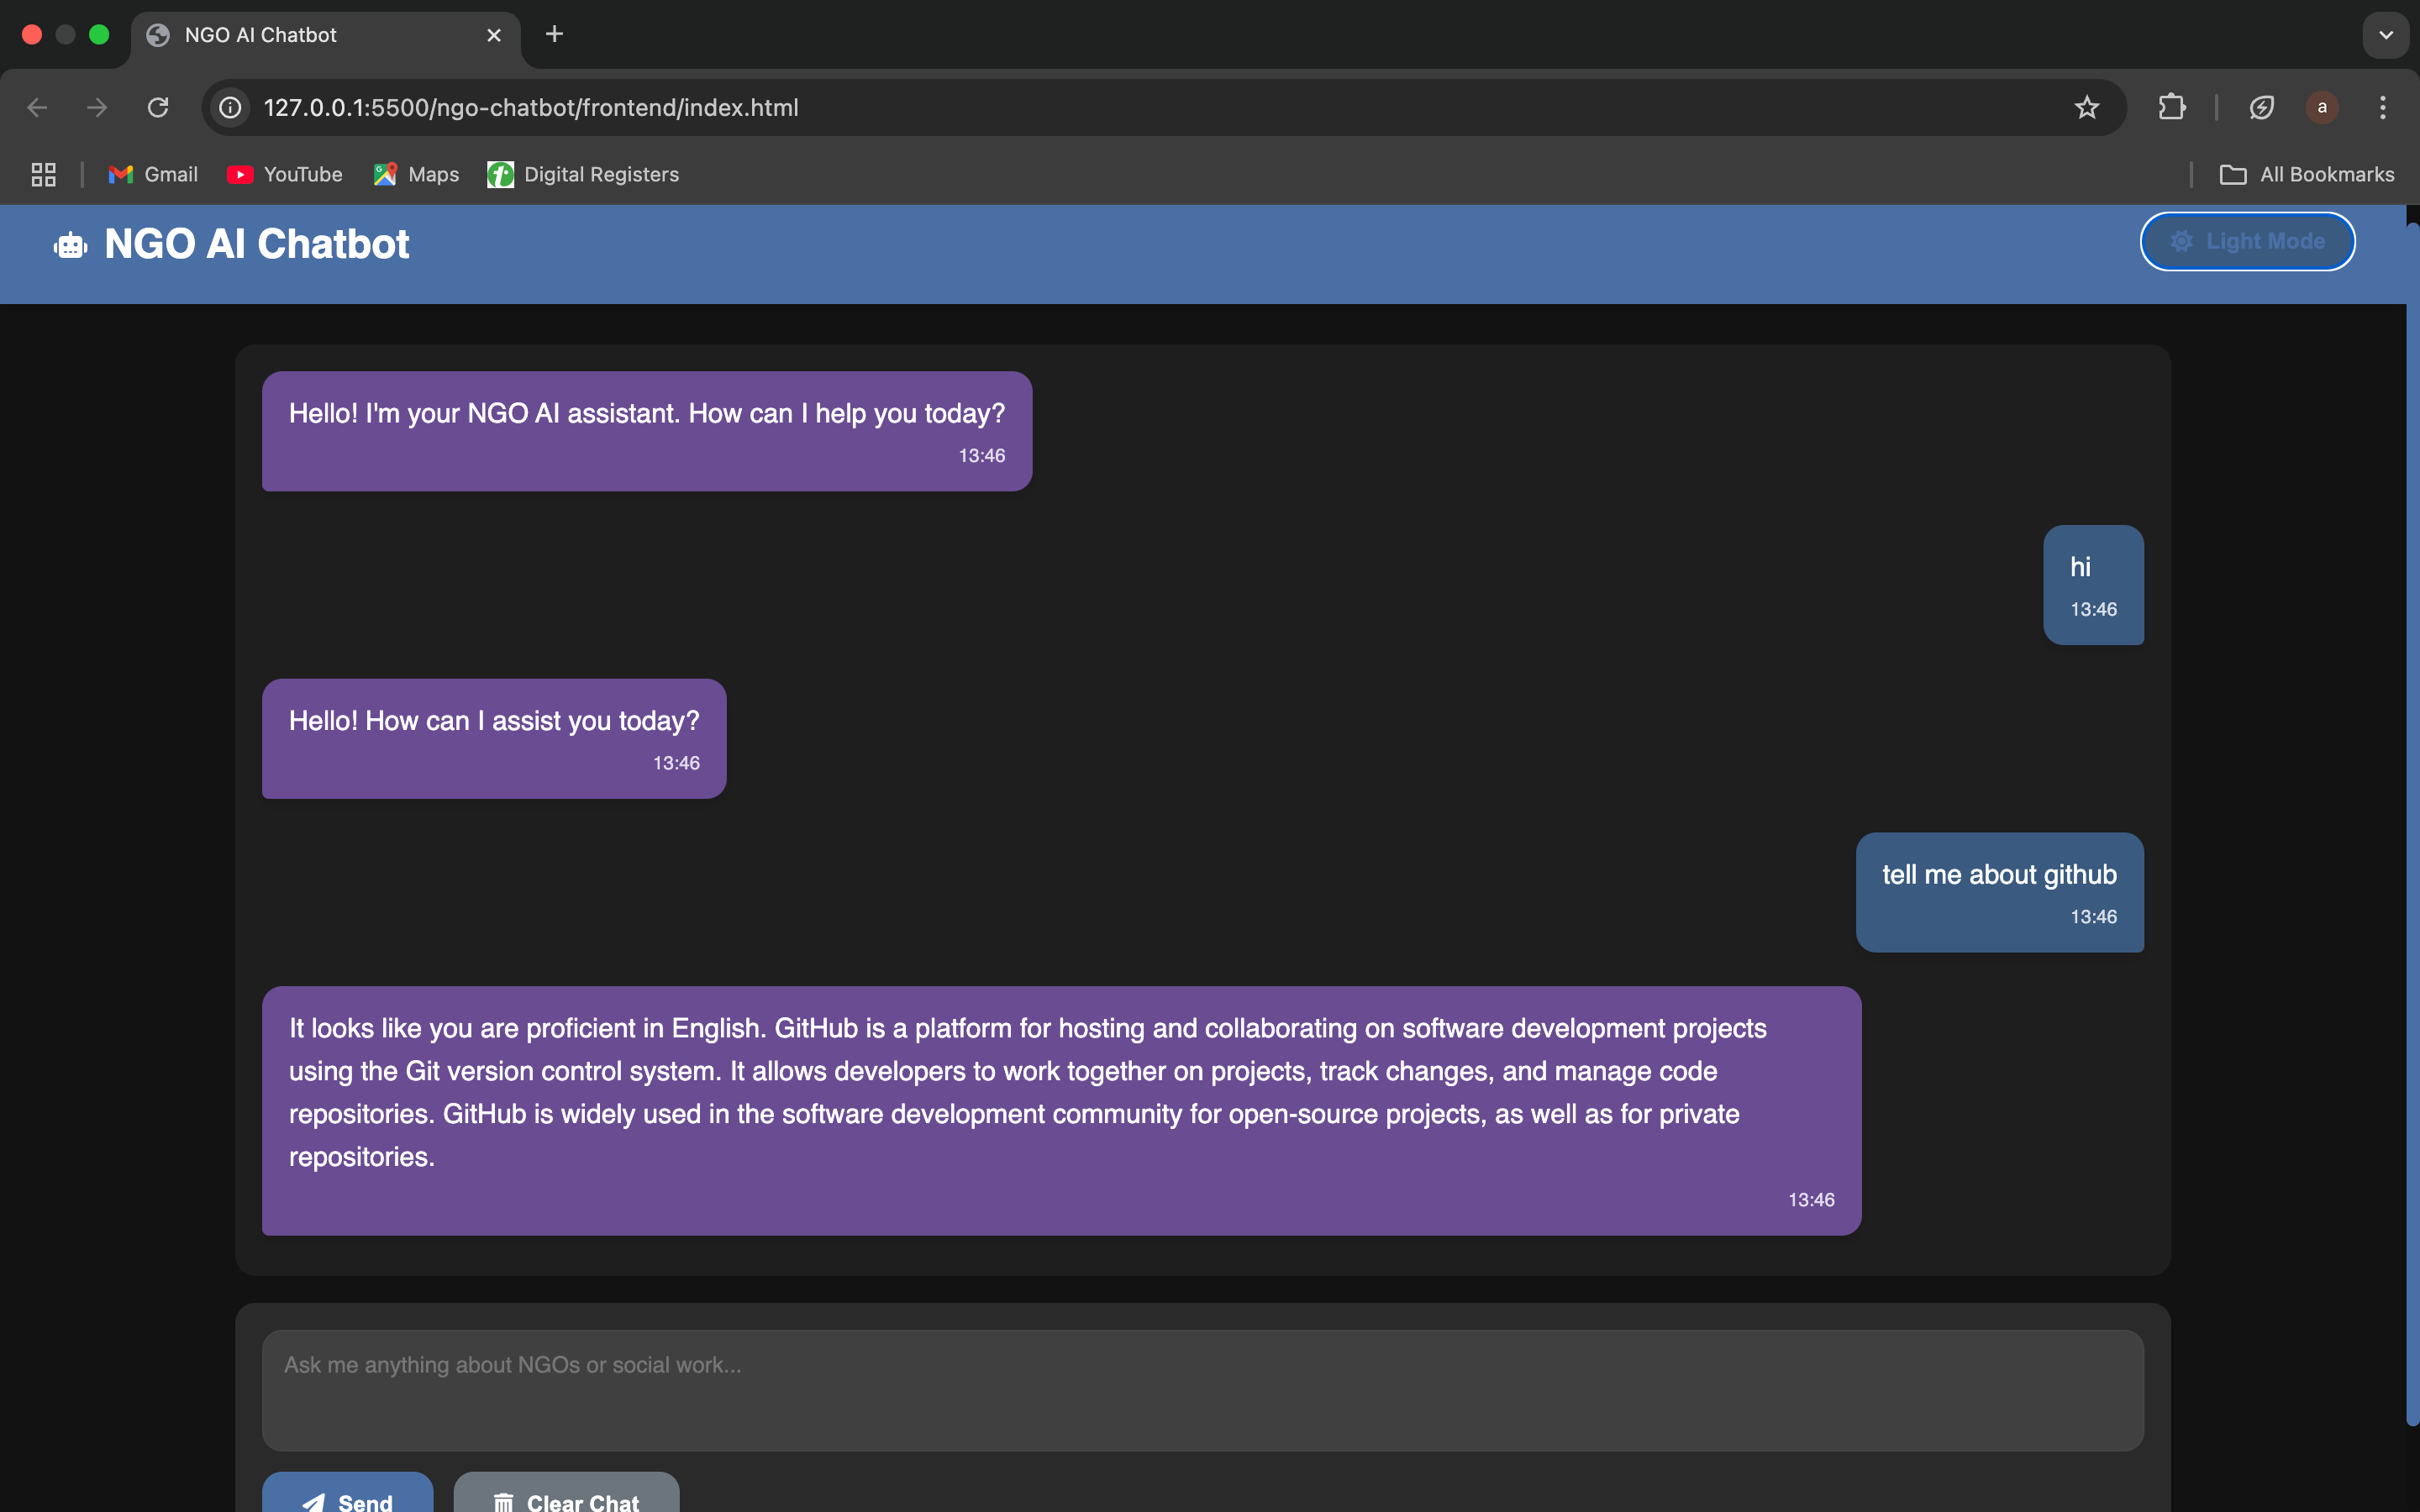 NGO AI Chatbot
127.0.0.1:5500/ngo-chatbot/frontend/index.html
a
Gmail
YouTube
Maps
Digital Registers
All Bookmarks
NGO AI Chatbot
Light Mode
Hello! I'm your NGO AI assistant. How can I help you today?
13:46
hi
13:46
Hello! How can I assist you today?
13:46
tell me about github
13:46
It looks like you are proficient in English. GitHub is a platform for hosting and collaborating on software development projects
using the Git version control system. It allows developers to work together on projects, track changes, and manage code
repositories. GitHub is widely used in the software development community for open-source projects, as well as for private
repositories.
13:46
Ask me anything about NGOs or social work...
Send
Clear Chat